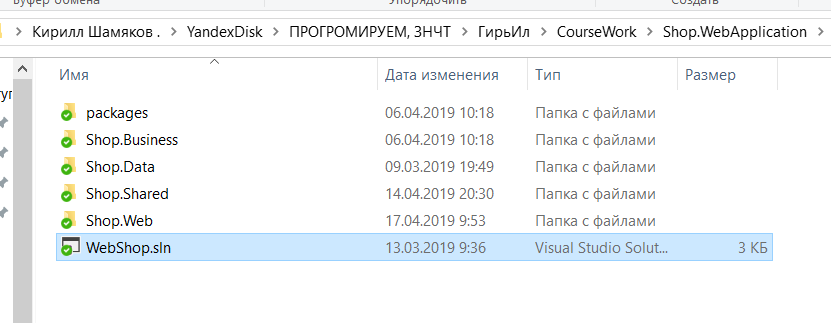 Буфер обмена Упорядочить Создать
Кирилл Шамяков . YandexDisk ПРОГРОМИРУЕМ, ЗНЧТ ГирьИл CourseWork Shop.WebApplication
Имя Дата изменения Тип Размер
packages 06.04.2019 10:18 Папка с файлами
Shop.Business 06.04.2019 10:18 Папка с файлами
Shop.Data 09.03.2019 19:49 Папка с файлами
Shop.Shared 14.04.2019 20:30 Папка с файлами
Shop.Web 17.04.2019 9:53 Папка с файлами
WebShop.sln 13.03.2019 9:36 Visual Studio Solut... 3 КБ